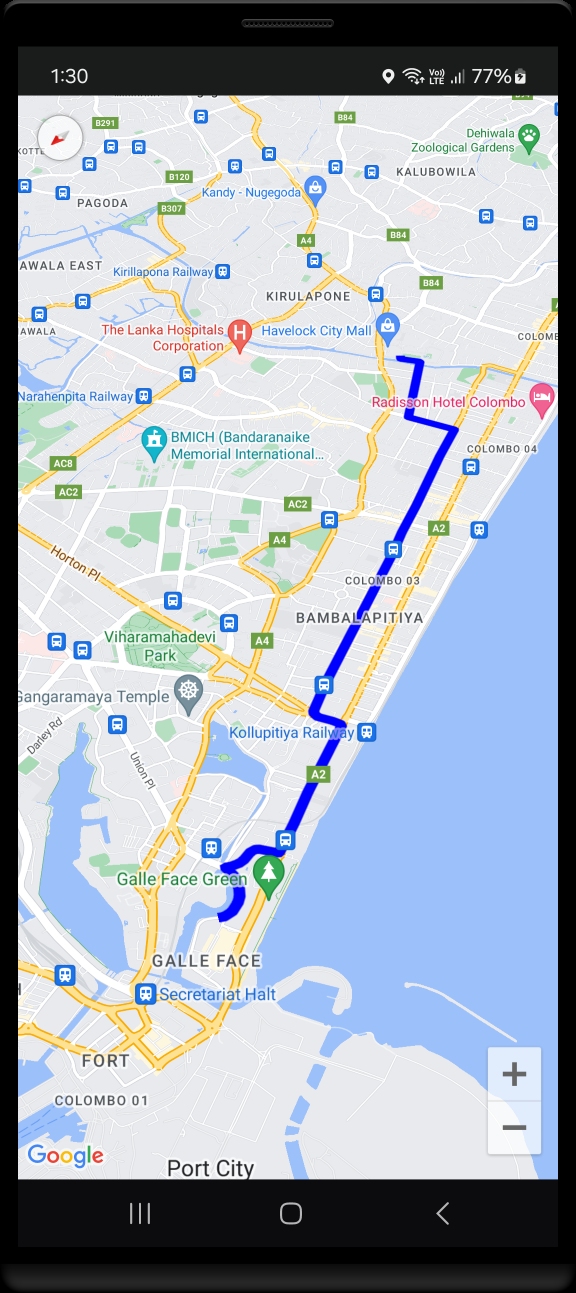 1:30
Vo)) LTE
77%
B291
B84
Dehiwala
Zoological Gardens
KALUBOWILA
B120
Kandy - Nugegoda
PAGODA
B307
A4
B84
AWALA EAST
Kirillapona Railway
B84
KIRULAPONE
AWALA
The Lanka Hospitals
Corporation
Havelock City Mall
COLOMB
Narahenpita Railway
Radisson Hotel Colombo
BMICH (Bandaranaike
Memorial International...
COLOMBO 04
AC8
AC2
AC2
A2
A4
Horton Pl
COLOMBO 03
BAMBALAPITIYA
Viharamahadevi
Park
A4
Gangaramaya Temple
Darley Rd
Kollupitiya Railway
Union Pl
A2
Galle Face Green
GALLE FACE
Secretariat Halt
FORT
COLOMBO 01
Google
Port City